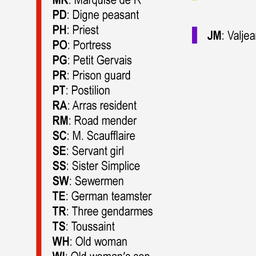 MR: Marquise de R
PD: Digne peasant
PH: Priest
PO: Portress
PG: Petit Gervais
PR: Prison guard
PT: Postilion
RA: Arras resident
RM: Road mender
SC: M. Scaufflaire
SE: Servant girl
SS: Sister Simplice
SW: Sewermen
TE: German teamster
TR: Three gendarmes
TS: Toussaint
WH: Old woman
WI: Old woman's son
JM: Valjea